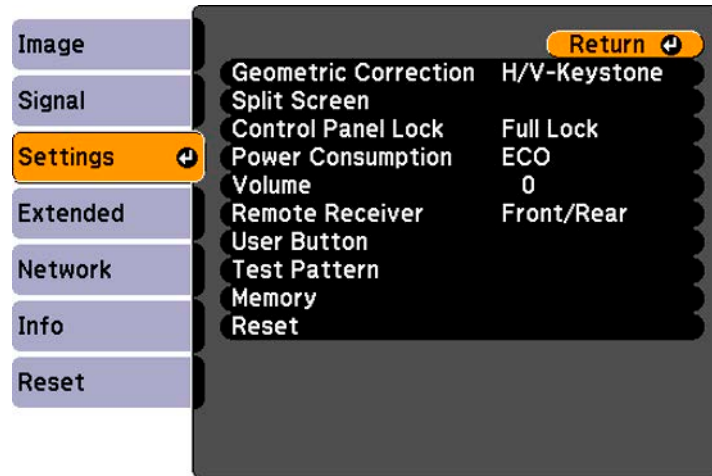 Image
Signal
Settings
Extended
Network
Info
Reset
Return
Geometric Correction H/V-Keystone
Split Screen
Control Panel Lock Full Lock
Power Consumption ECO
Volume 0
Remote Receiver Front/Rear
User Button
Test Pattern
Memory
Reset